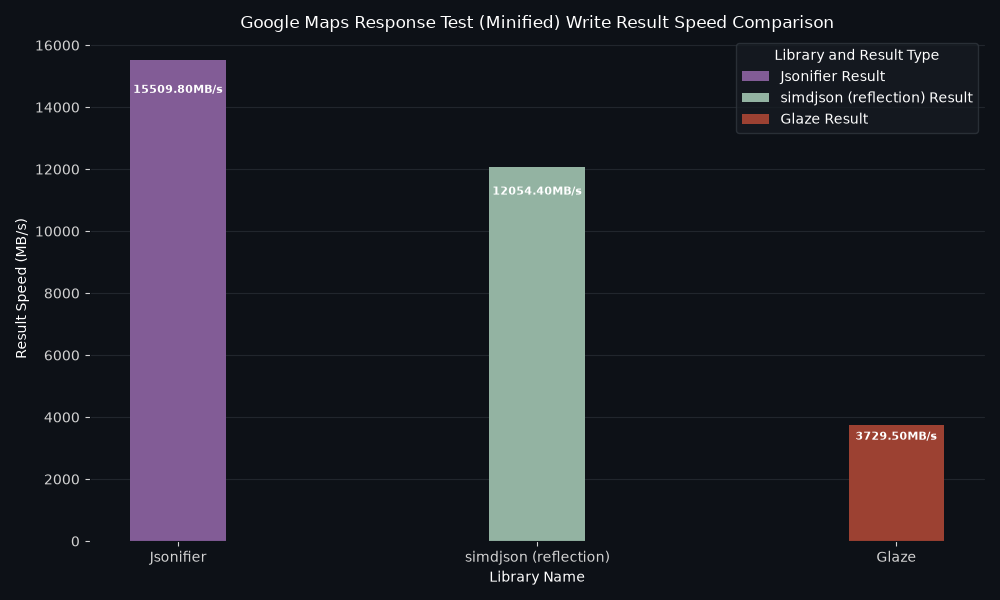 Google Maps Response Test (Minified) Write Result Speed Comparison
Library and Result Type
Jsonifier Result
simdjson (reflection) Result
Glaze Result
Result Speed (MB/s)
16000
14000
12000
10000
8000
6000
4000
2000
0
15509.80MB/s
12054.40MB/s
3729.50MB/s
Jsonifier
simdjson (reflection)
Glaze
Library Name